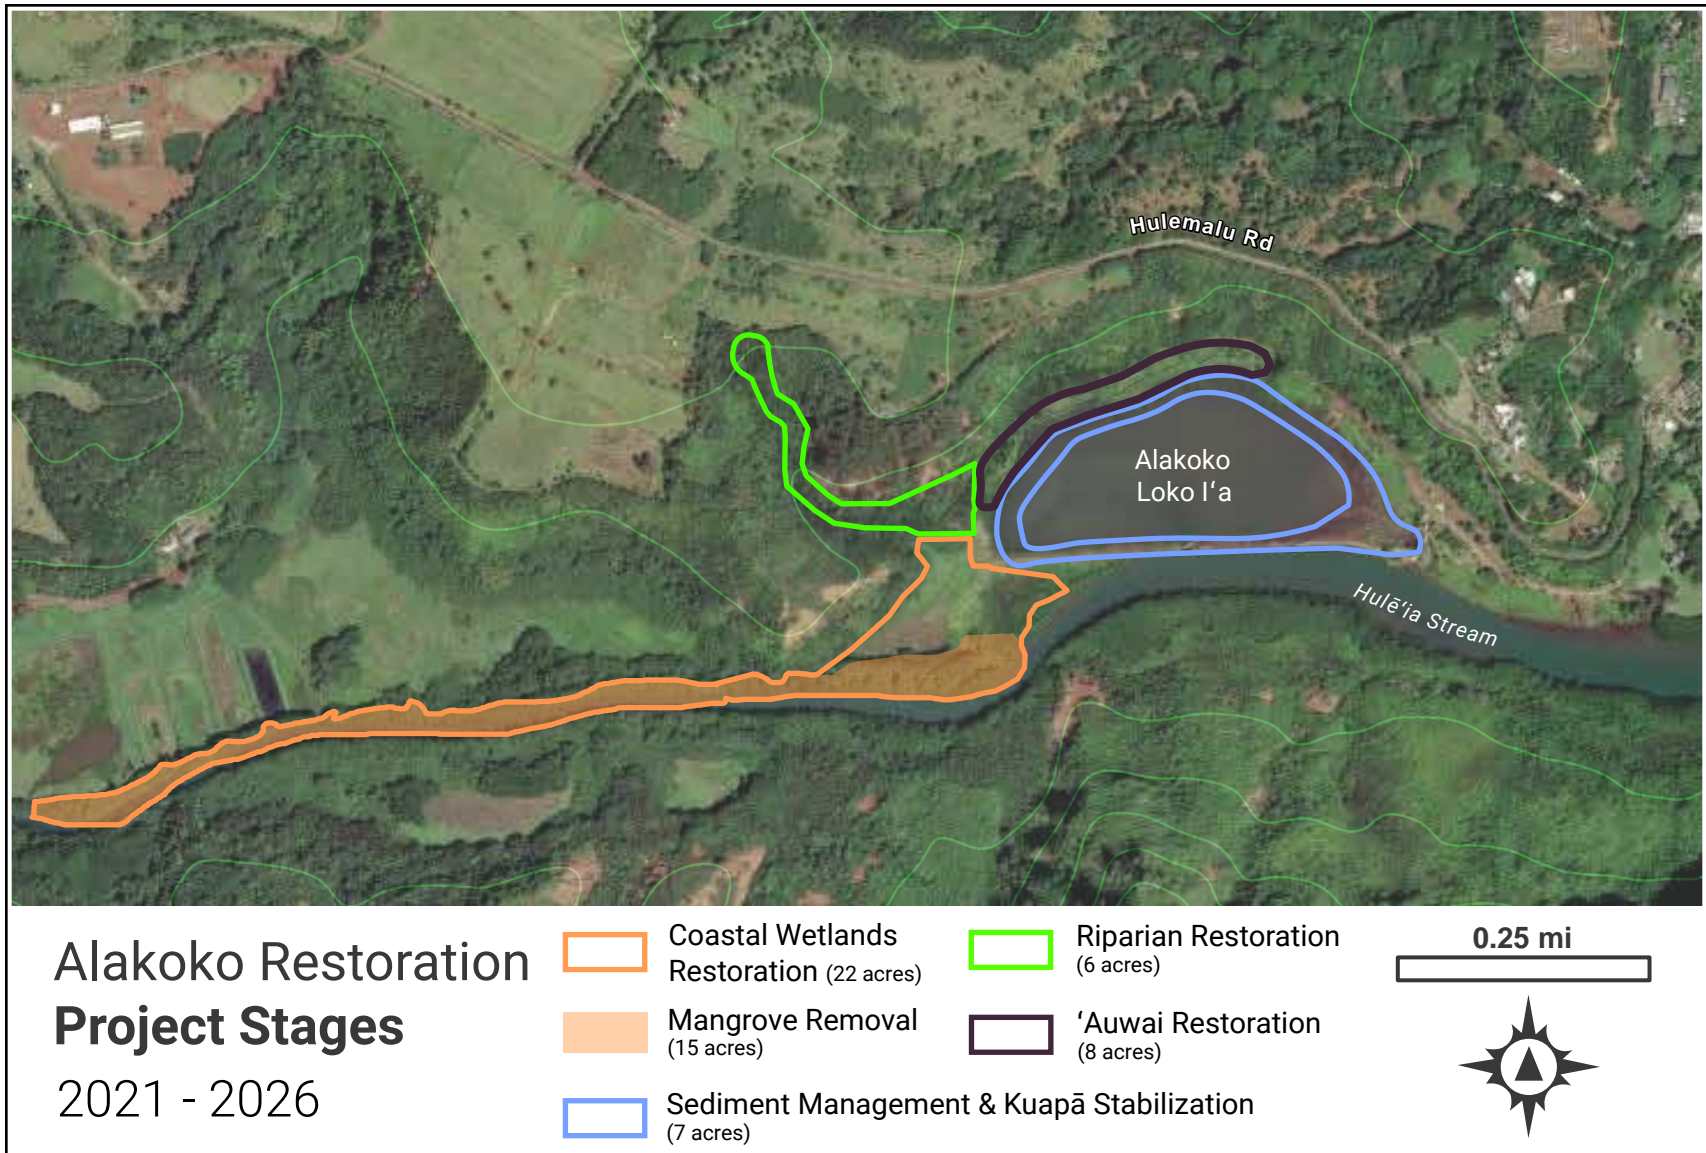 Hulemalu Rd
Alakoko
Loko Iʻa
Hulēʻia Stream
Alakoko Restoration
Project Stages
2021 - 2026
Coastal Wetlands
Restoration (22 acres)
Mangrove Removal
(15 acres)
Sediment Management & Kuapā Stabilization
(7 acres)
Riparian Restoration
(6 acres)
ʻAuwai Restoration
(8 acres)
0.25 mi